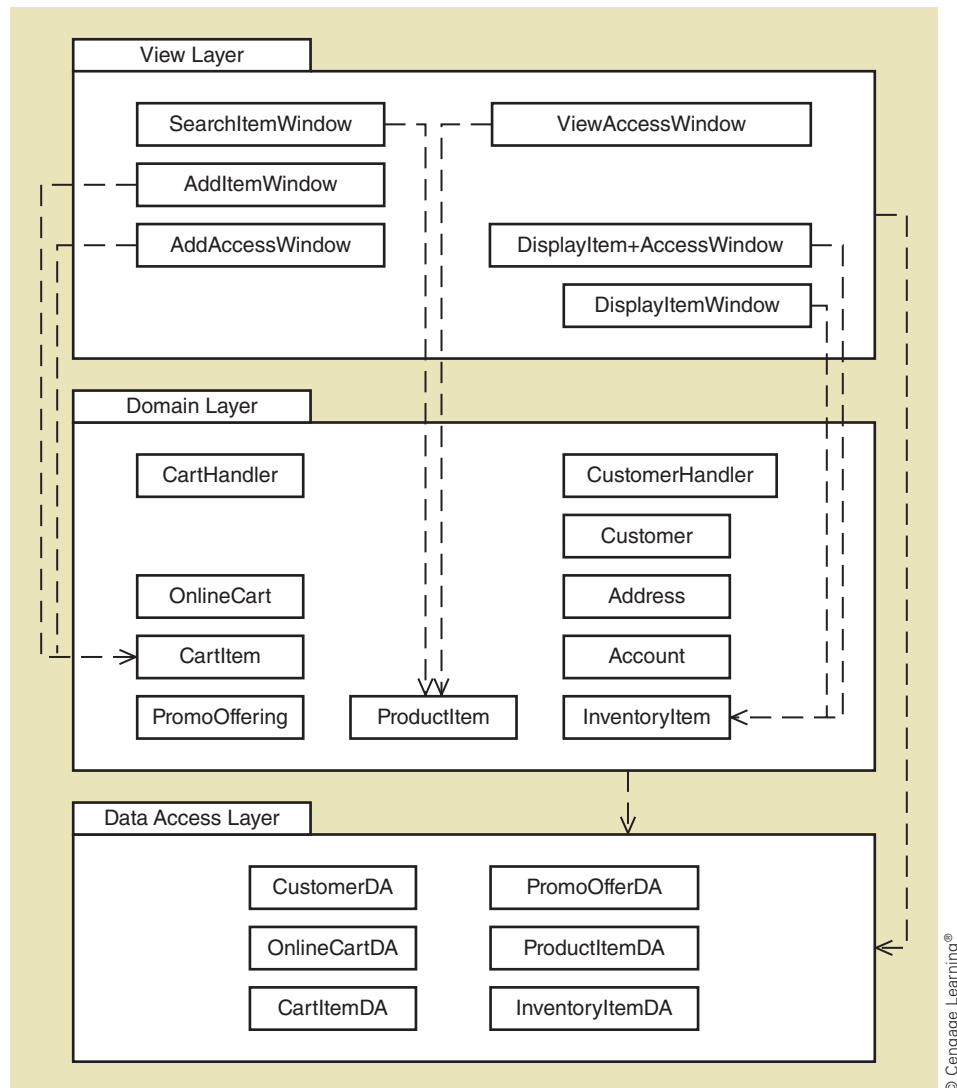 View Layer
SearchItemWindow
ViewAccessWindow
AddItemWindow
AddAccessWindow
DisplayItem+AccessWindow
DisplayItemWindow
Domain Layer
CartHandler
CustomerHandler
Customer
OnlineCart
Address
CartItem
Account
PromoOffering
ProductItem
InventoryItem
Data Access Layer
CustomerDA
PromoOfferDA
OnlineCartDA
ProductItemDA
CartItemDA
InventoryItemDA
© Cengage Learning®